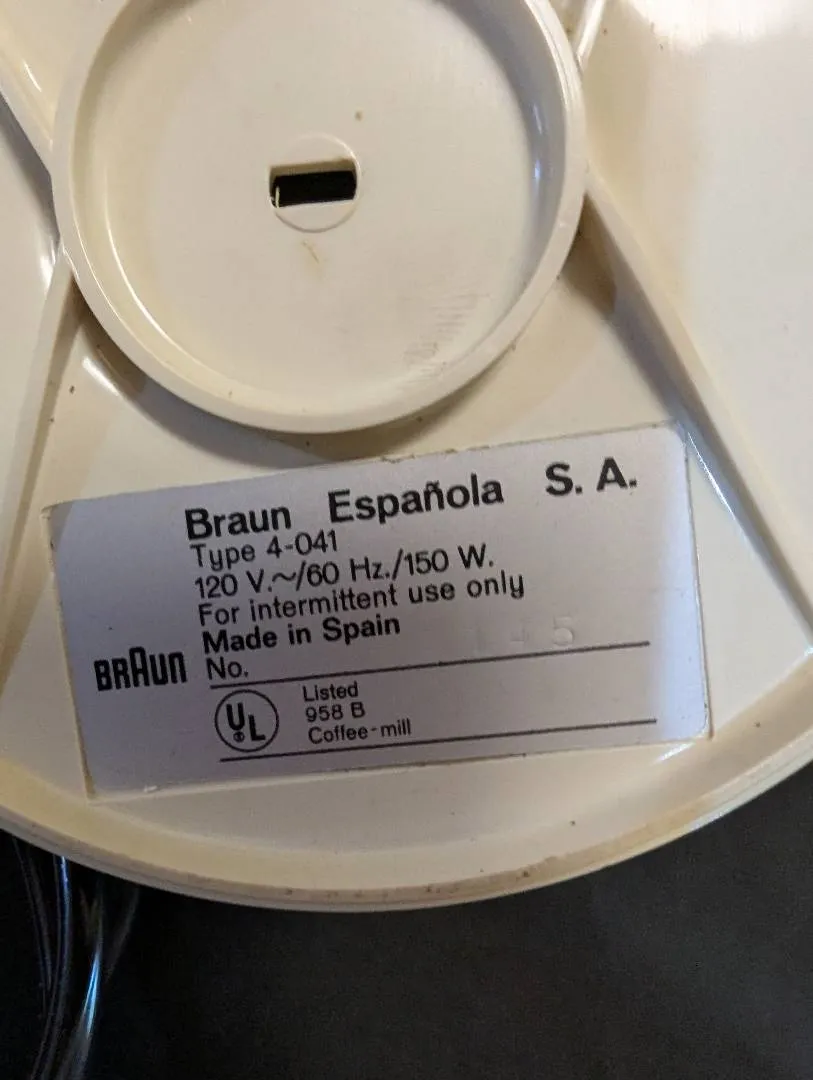 Braun Española S. A.
Type 4-041
120 V.~/60 Hz./150 W.
For intermittent use only
Made in Spain
BRAUN
No.
UL
Listed
958 B
Coffee-mill